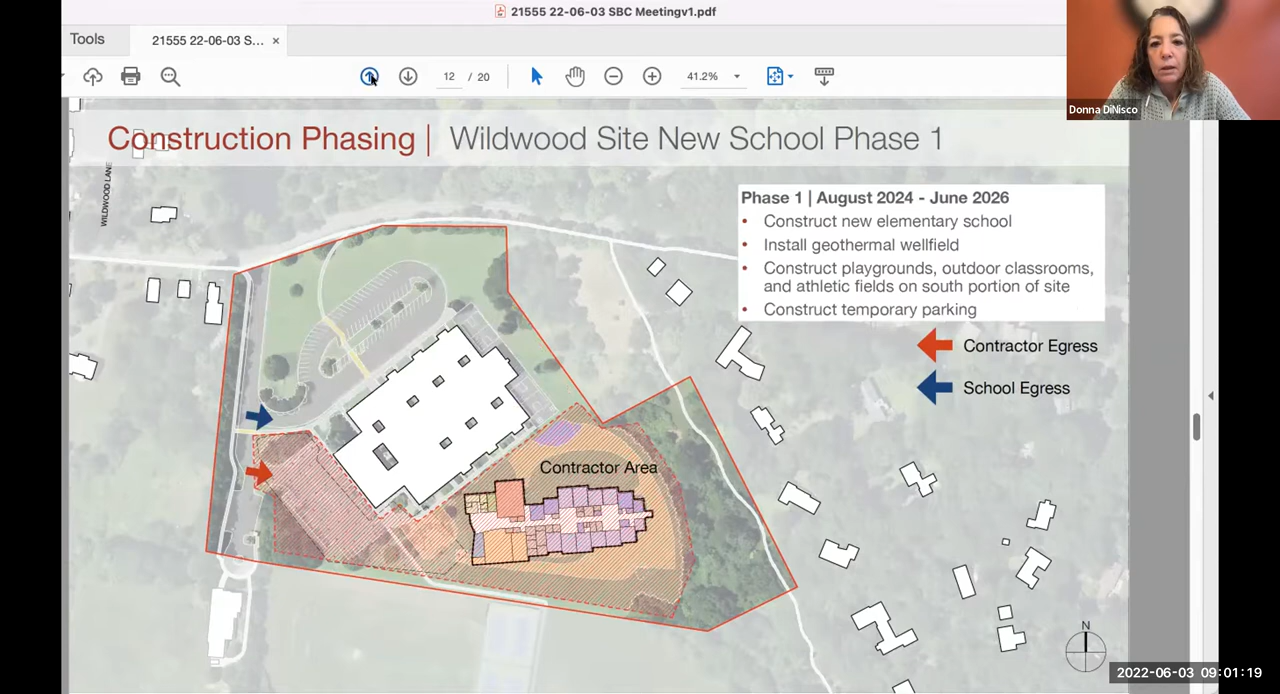 21555 22-06-03 SBC Meetingv1.pdf
Tools
21555 22-06-03 S... ×
12 / 20
41.2%
Donna DiNisco
Construction Phasing | Wildwood Site New School Phase 1
WILDWOOD LANE
Phase 1 | August 2024 - June 2026
• Construct new elementary school
• Install geothermal wellfield
• Construct playgrounds, outdoor classrooms,
and athletic fields on south portion of site
• Construct temporary parking
Contractor Egress
School Egress
Contractor Area
N
2022-06-03 09:01:19